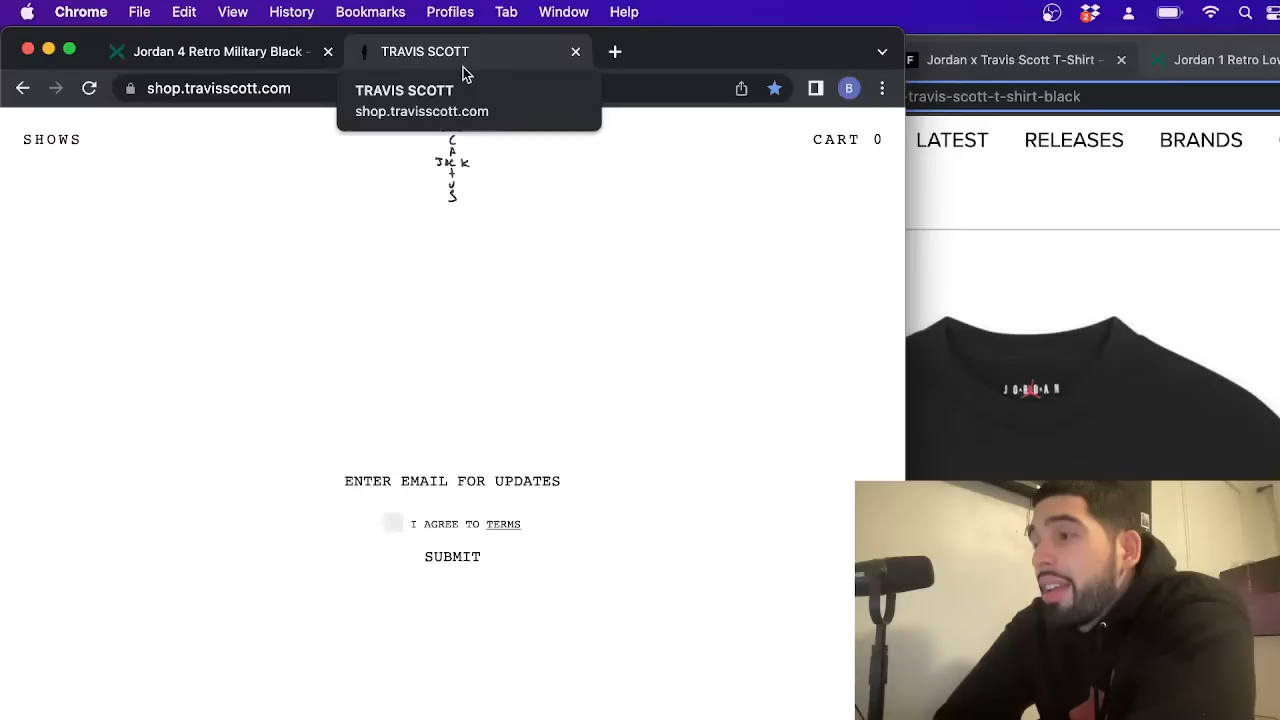 Chrome File Edit View History Bookmarks Profiles Tab Window Help
2
Jordan 4 Retro Military Black -
TRAVIS SCOTT
F Jordan x Travis Scott T-Shirt -
Jordan 1 Retro Lov
shop.travisscott.com
B
TRAVIS SCOTT
shop.travisscott.com
-travis-scott-t-shirt-black
SHOWS
CART 0
LATEST RELEASES BRANDS
C
A
JACK
T
U
S
JORDAN
ENTER EMAIL FOR UPDATES
I AGREE TO TERMS
SUBMIT